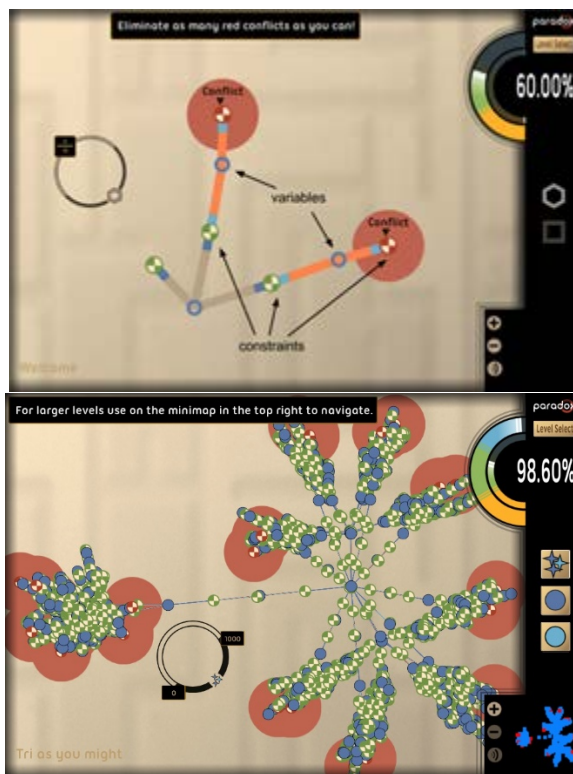 Eliminate as many red conflicts as you can!
paradox
Level Select
60.00%
Conflict
variables
Conflict
constraints
Welcome
For larger levels use on the minimap in the top right to navigate.
parado
Level Select
98.60%
1000
0
Tri as you might